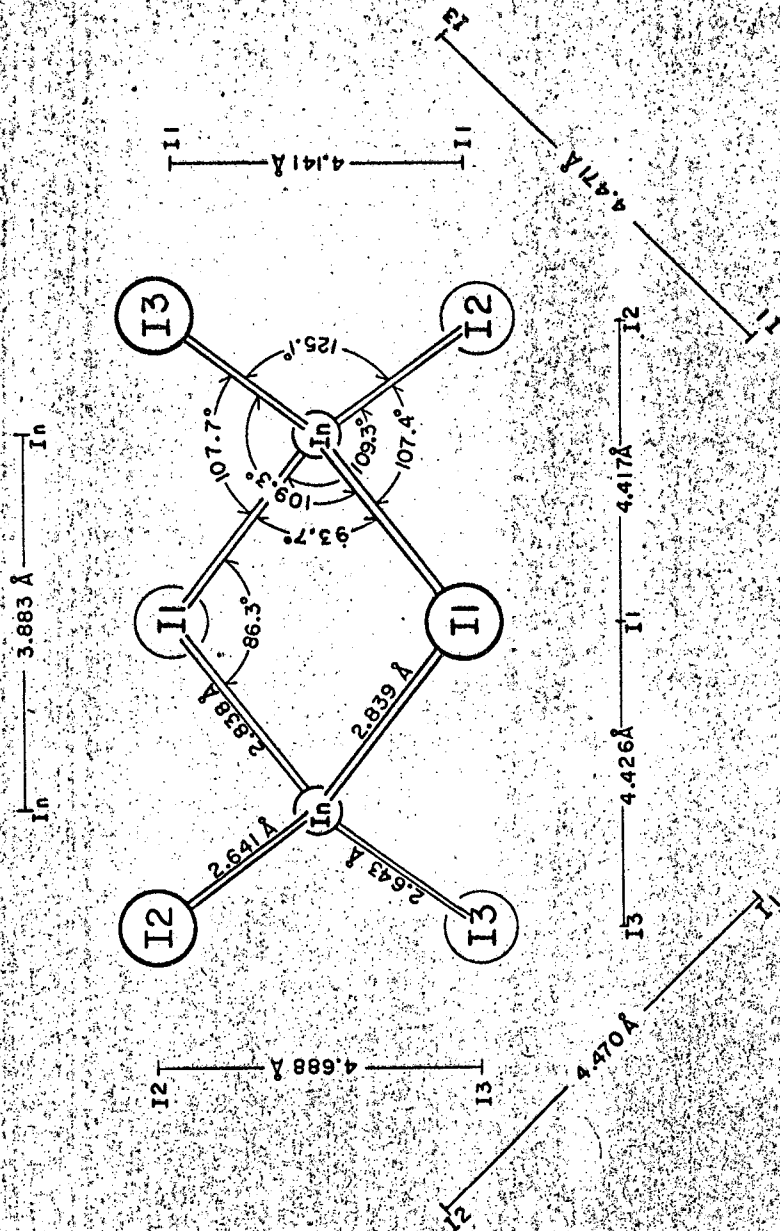 In
3.883 Å
In
I1
4.141 Å
I1
I3
4.471 Å
I1
I2
I3
I1
I2
In
In
I3
I1
I2
2.641 Å
2.643 Å
2.838 Å
2.839 Å
86.3°
93.7°
107.7°
109.3°
109.3°
107.4°
125.1°
I2
4.688 Å
I3
I3
4.426 Å
I1
4.417 Å
I2
I2
4.470 Å
I1